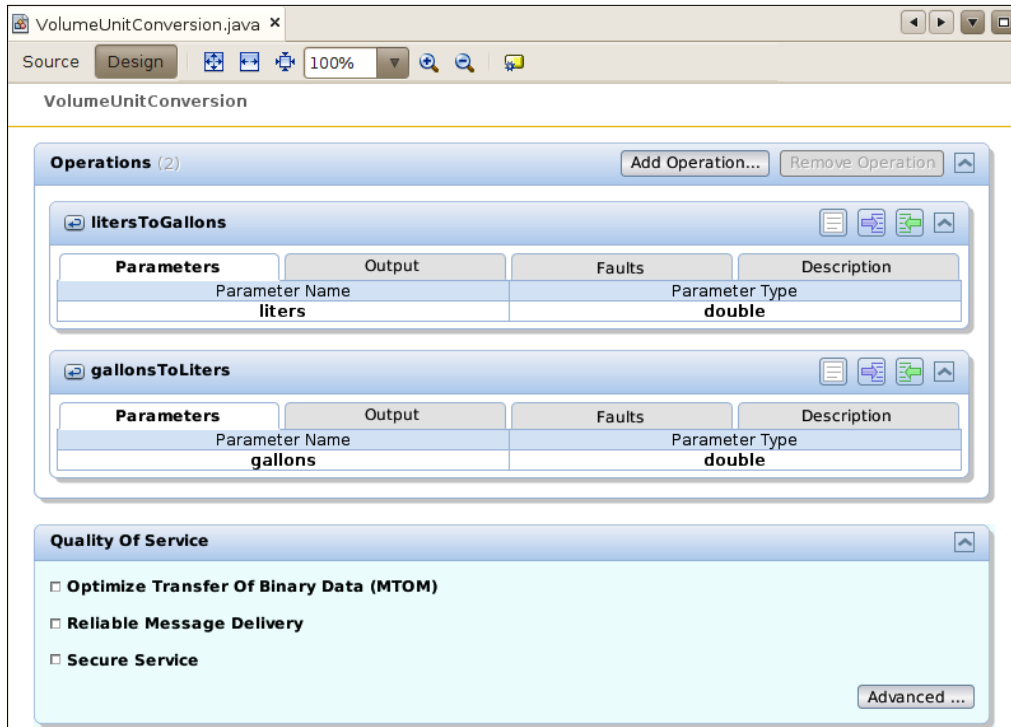 VolumeUnitConversion.java ×
Source Design 100%
VolumeUnitConversion
Operations (2) Add Operation... Remove Operation
litersToGallons
Parameters Output Faults Description
Parameter Name Parameter Type
liters double
gallonsToLiters
Parameters Output Faults Description
Parameter Name Parameter Type
gallons double
Quality Of Service
Optimize Transfer Of Binary Data (MTOM)
Reliable Message Delivery
Secure Service
Advanced ...